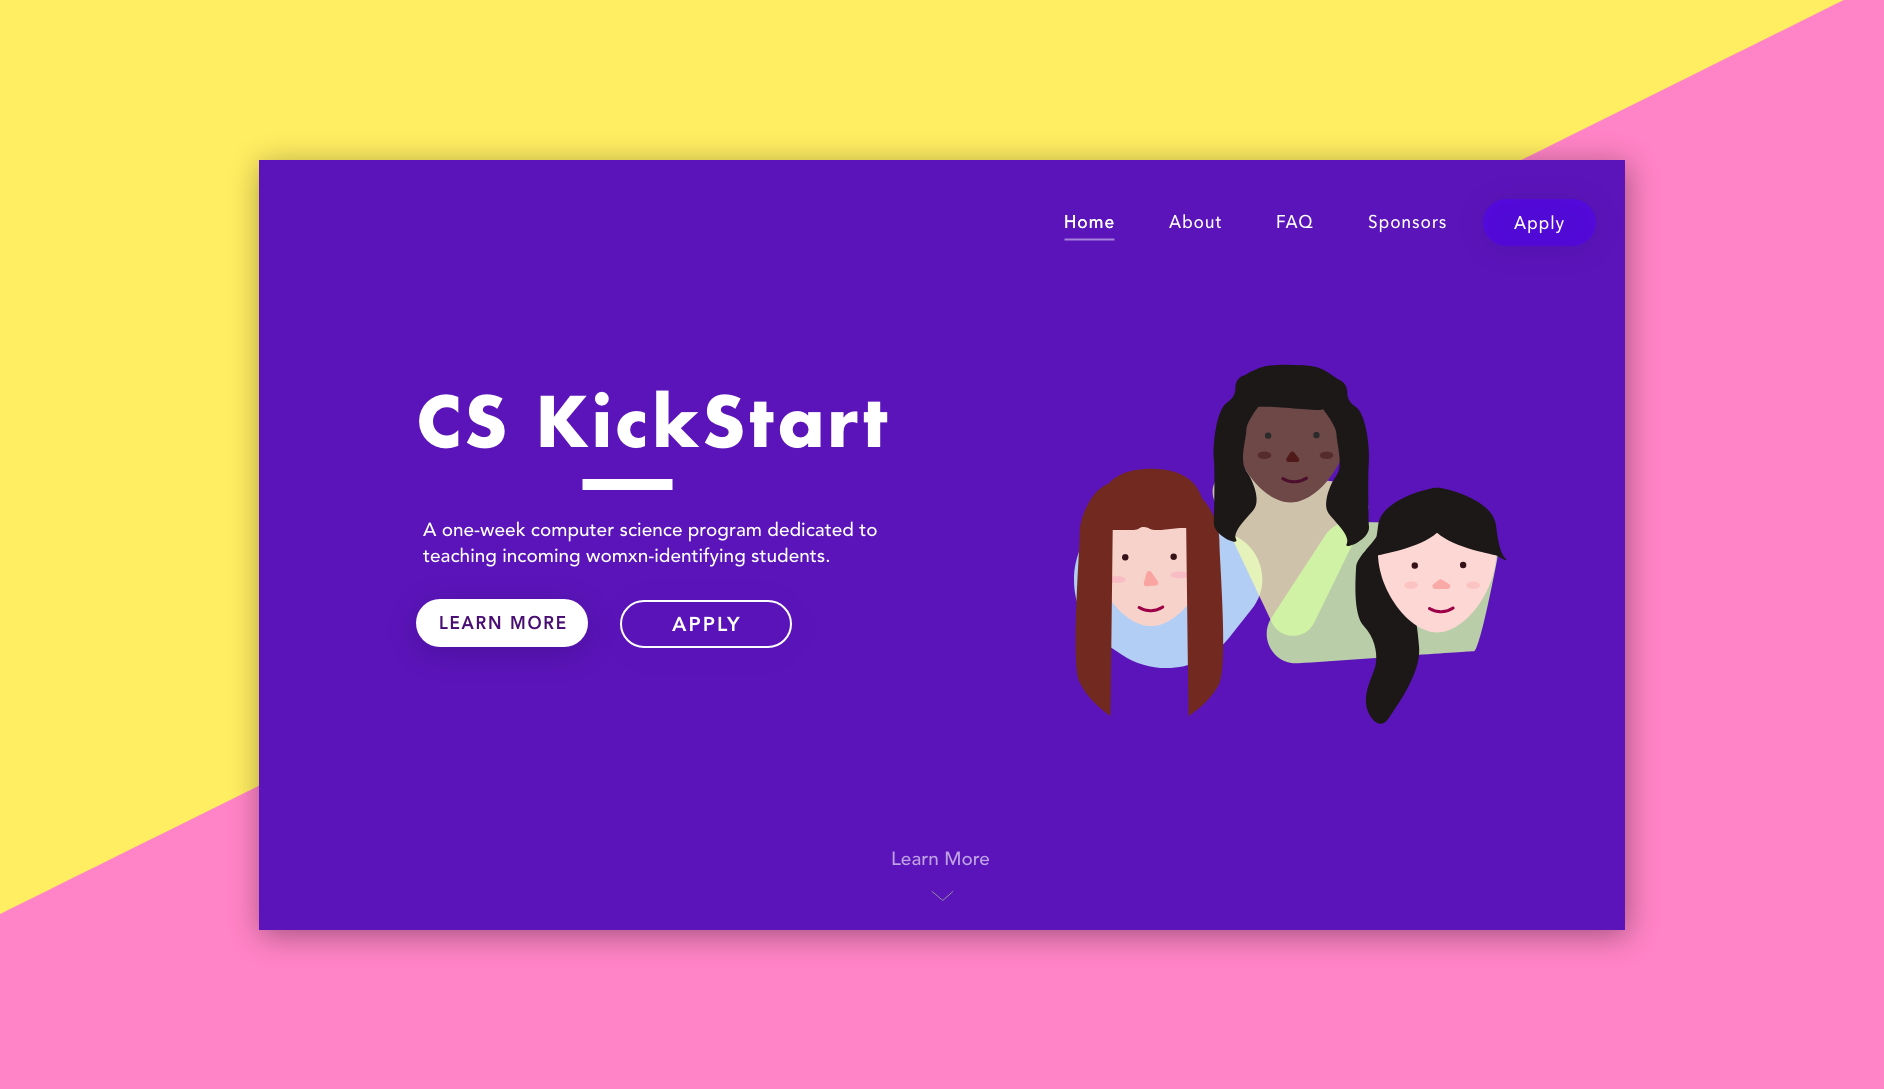 Home About FAQ Sponsors Apply
CS KickStart
A one-week computer science program dedicated to
teaching incoming womxn-identifying students.
LEARN MORE APPLY
Learn More